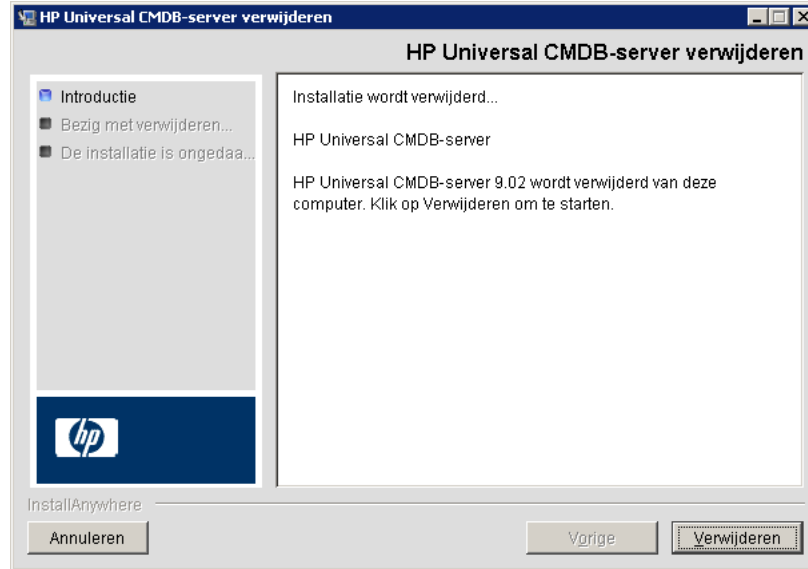 HP Universal CMDB-server verwijderen
HP Universal CMDB-server verwijderen
Introductie
Bezig met verwijderen...
De installatie is ongedaa...
Installatie wordt verwijderd...
HP Universal CMDB-server
HP Universal CMDB-server 9.02 wordt verwijderd van deze
computer. Klik op Verwijderen om te starten.
hp
InstallAnywhere
Annuleren
Vorige
Verwijderen